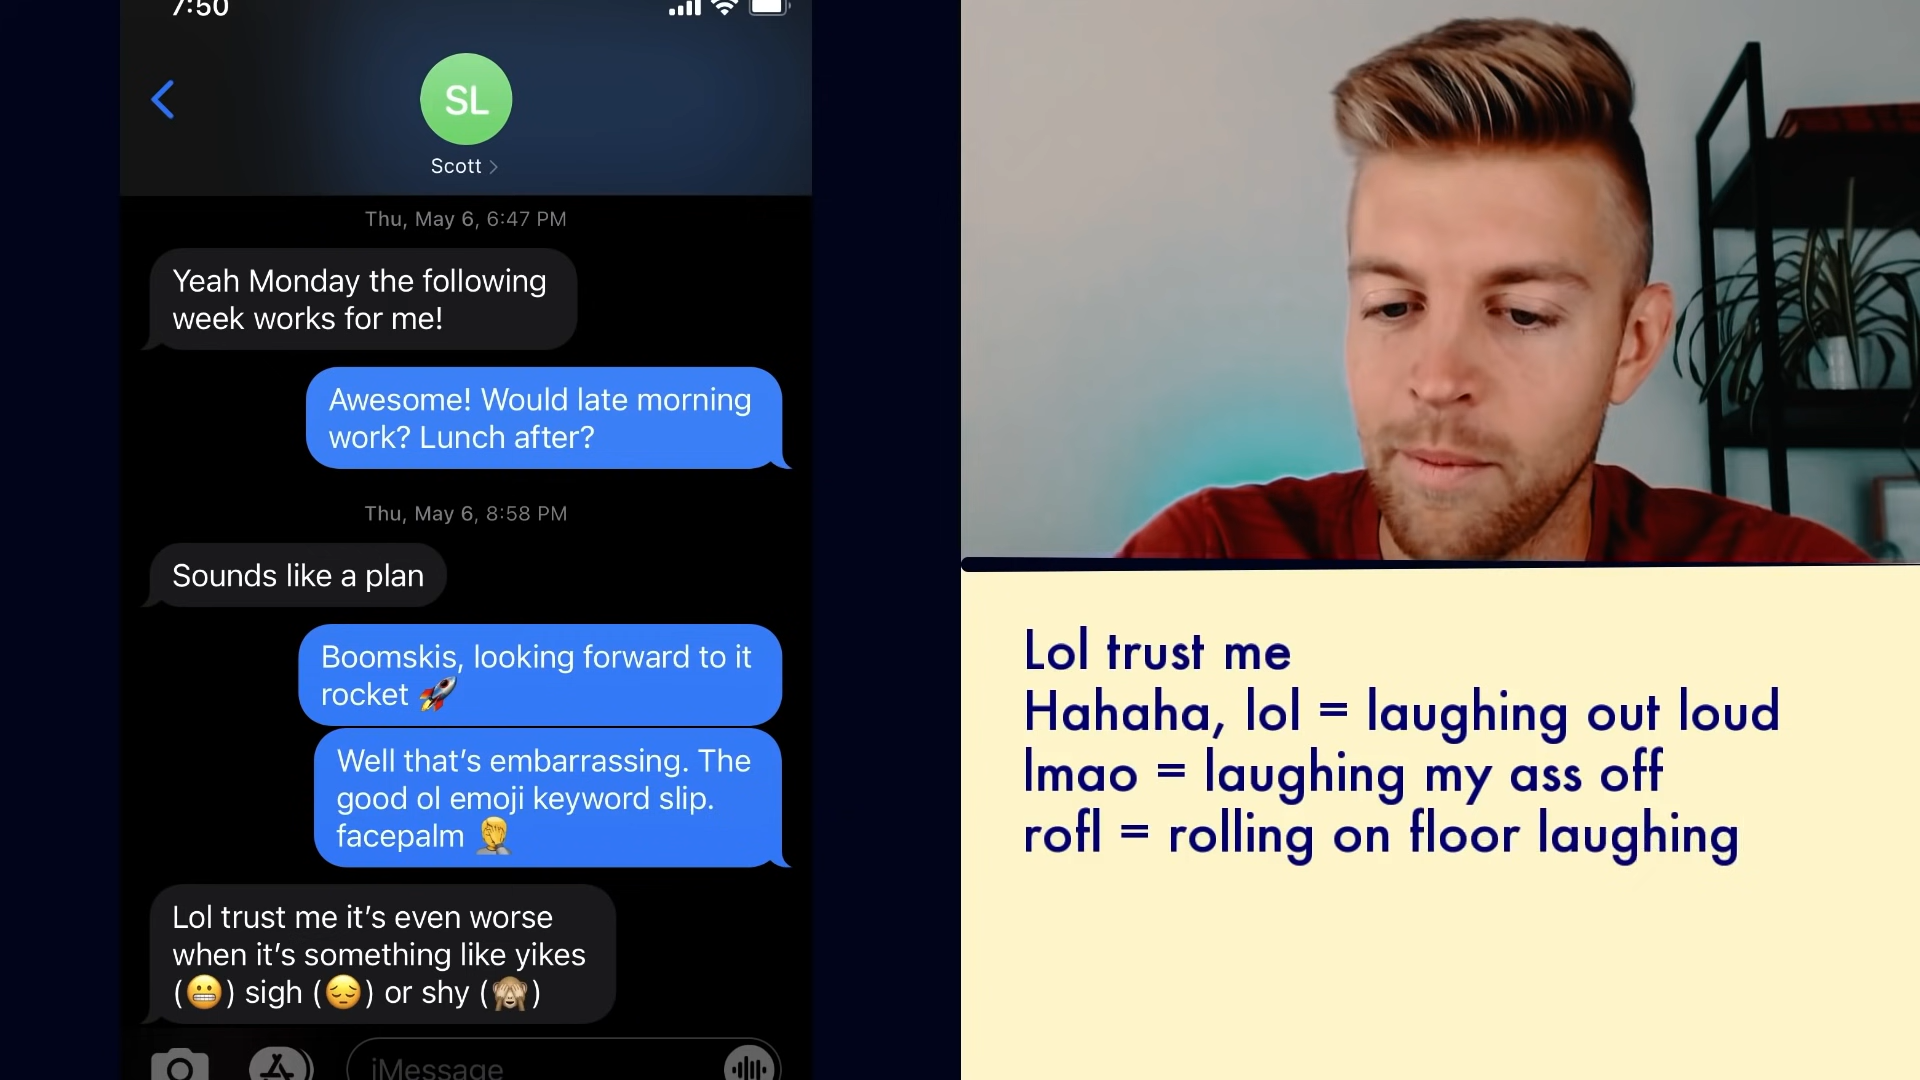 7:50
SL
Scott
Thu, May 6, 6:47 PM
Yeah Monday the following
week works for me!
Awesome! Would late morning
work? Lunch after?
Thu, May 6, 8:58 PM
Sounds like a plan
Boomskis, looking forward to it
rocket 🚀
Well that’s embarrassing. The
good ol emoji keyword slip.
facepalm 🤦
Lol trust me it’s even worse
when it’s something like yikes
(😬) sigh (😔) or shy (🙈)
iMessage
Lol trust me
Hahaha, lol = laughing out loud
lmao = laughing my ass off
rofl = rolling on floor laughing